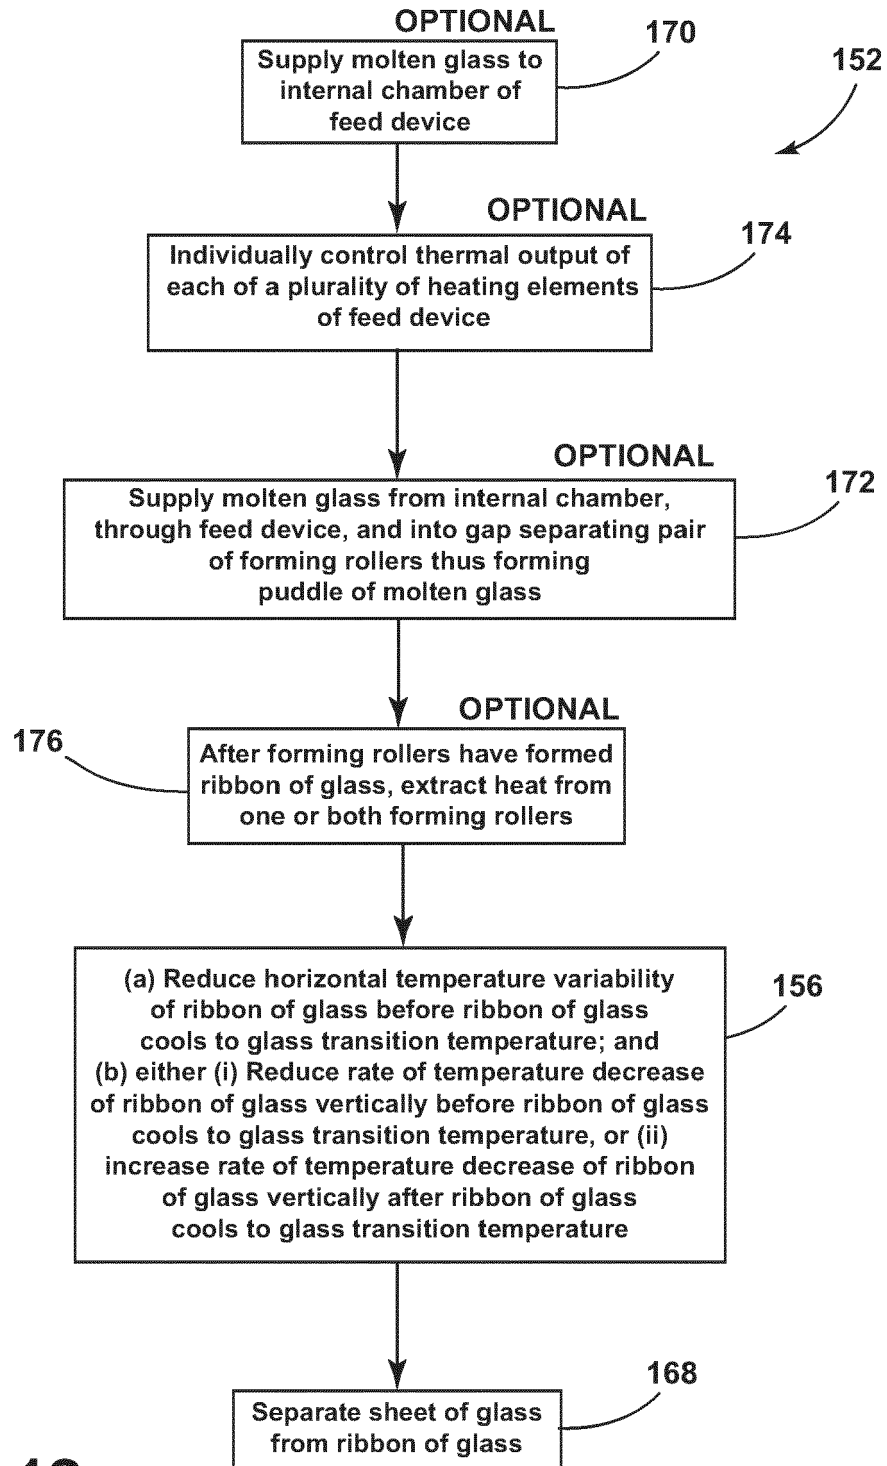 OPTIONAL
170
Supply molten glass to
internal chamber of
feed device
152
OPTIONAL
174
Individually control thermal output of
each of a plurality of heating elements
of feed device
OPTIONAL
172
Supply molten glass from internal chamber,
through feed device, and into gap separating pair
of forming rollers thus forming
puddle of molten glass
OPTIONAL
176
After forming rollers have formed
ribbon of glass, extract heat from
one or both forming rollers
156
(a) Reduce horizontal temperature variability
of ribbon of glass before ribbon of glass
cools to glass transition temperature; and
(b) either (i) Reduce rate of temperature decrease
of ribbon of glass vertically before ribbon of glass
cools to glass transition temperature, or (ii)
increase rate of temperature decrease of ribbon
of glass vertically after ribbon of glass
cools to glass transition temperature
168
Separate sheet of glass
from ribbon of glass